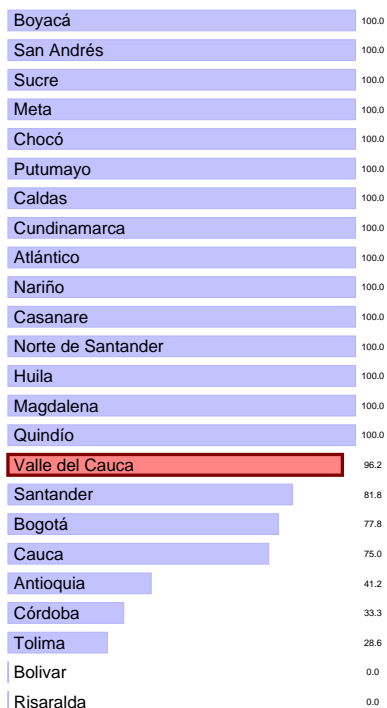 Boyacá 100.0
San Andrés 100.0
Sucre 100.0
Meta 100.0
Chocó 100.0
Putumayo 100.0
Caldas 100.0
Cundinamarca 100.0
Atlántico 100.0
Nariño 100.0
Casanare 100.0
Norte de Santander 100.0
Huila 100.0
Magdalena 100.0
Quindío 100.0
Valle del Cauca 96.2
Santander 81.8
Bogotá 77.8
Cauca 75.0
Antioquia 41.2
Córdoba 33.3
Tolima 28.6
Bolivar 0.0
Risaralda 0.0